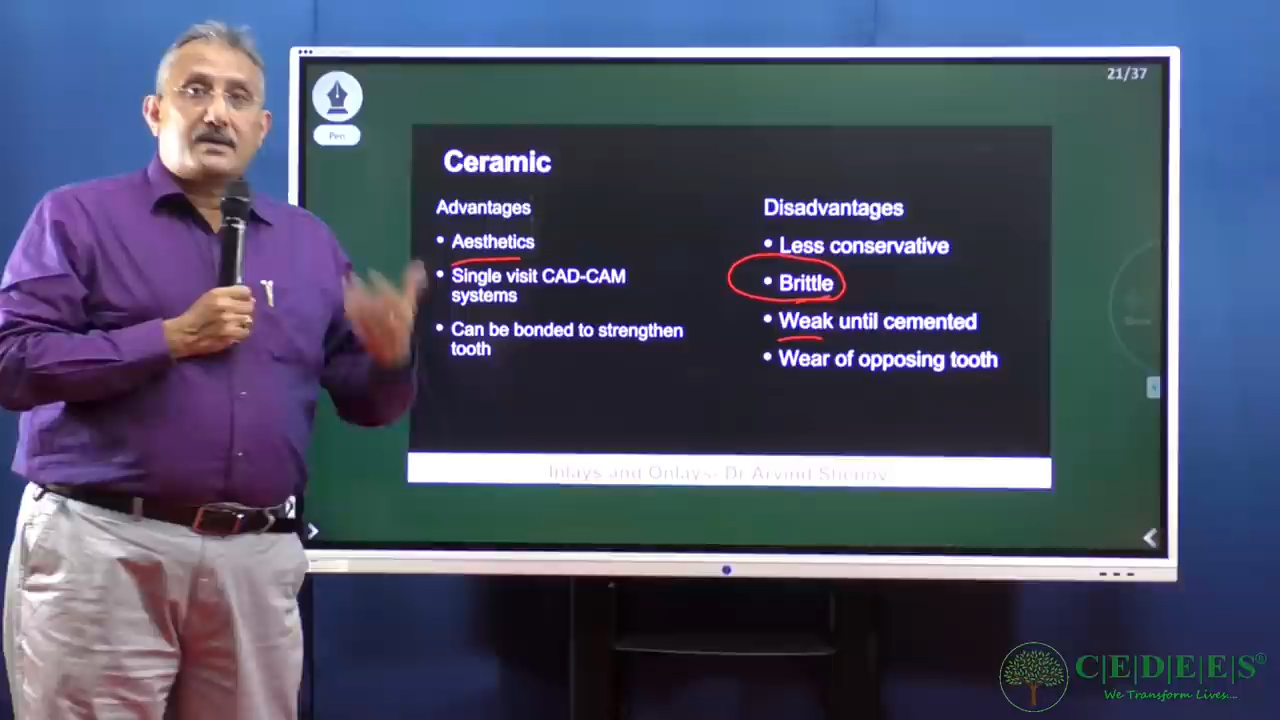 21/37
Pen
Ceramic
Advantages
• Aesthetics
• Single visit CAD-CAM
systems
• Can be bonded to strengthen
tooth
Disadvantages
• Less conservative
• Brittle
• Weak until cemented
• Wear of opposing tooth
Inlays and Onlays- Dr Arvind Shenoy
C|E|D|E|E|S®
We Transform Lives...